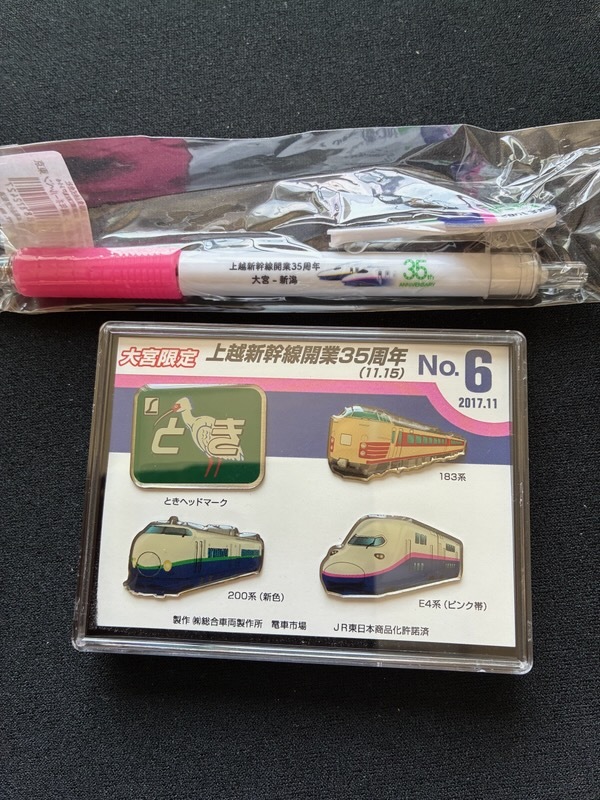 上越新幹線開業35周年
大宮－新潟
35th
ANNIVERSARY
大宮限定 上越新幹線開業35周年
(11.15)
No.6
2017.11
とき
ときヘッドマーク
183系
200系（新色）
E4系（ピンク帯）
製作 ㈱総合車両製作所 電車市場 JR東日本商品化許諾済